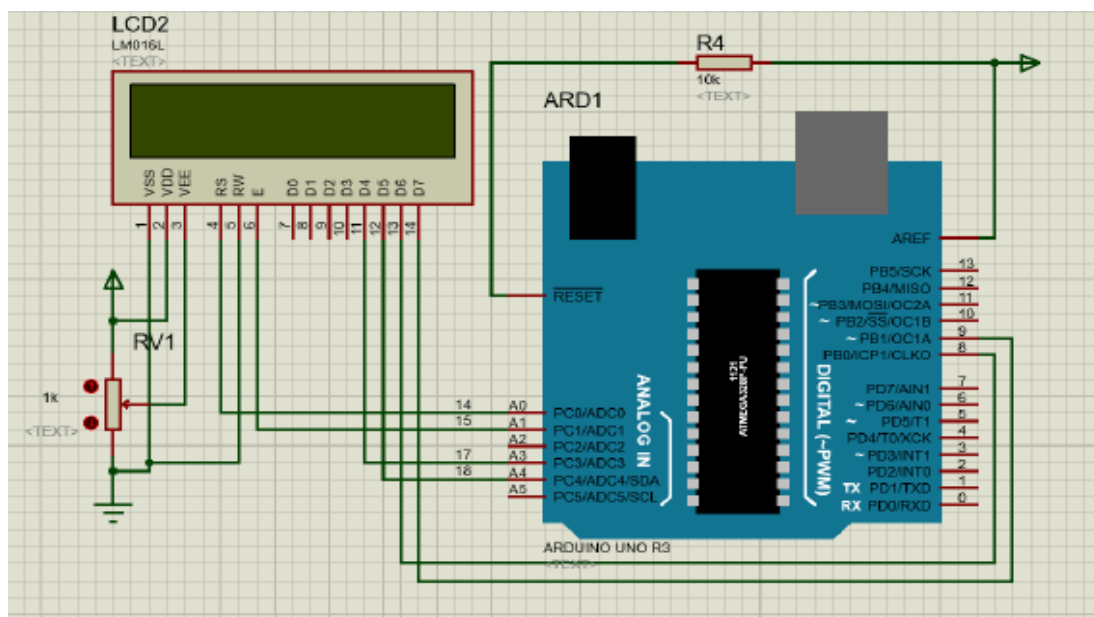 LCD2
LM016L
<TEXT>
VSS
VDD
VEE
RS
RW
E
D0
D1
D2
D3
D4
D5
D6
D7
1
2
3
4
5
6
7
8
9
10
11
12
13
14
RV1
1k
<TEXT>
R4
10k
<TEXT>
ARD1
RESET
AREF
PB5/SCK 13
PB4/MISO 12
~PB3/MOSI/OC2A 11
~ PB2/SS/OC1B 10
~ PB1/OC1A 9
PB0/ICP1/CLKO 8
PD7/AIN1 7
~ PD6/AIN0 6
~ PD5/T1 5
PD4/T0/XCK 4
~ PD3/INT1 3
PD2/INT0 2
TX PD1/TXD 1
RX PD0/RXD 0
14 A0 PC0/ADC0
15 A1 PC1/ADC1
A2 PC2/ADC2
17 A3 PC3/ADC3
18 A4 PC4/ADC4/SDA
A5 PC5/ADC5/SCL
ANALOG IN
1121
ATMEGA328P-PU
DIGITAL (~PWM)
ARDUINO UNO R3
<TEXT>